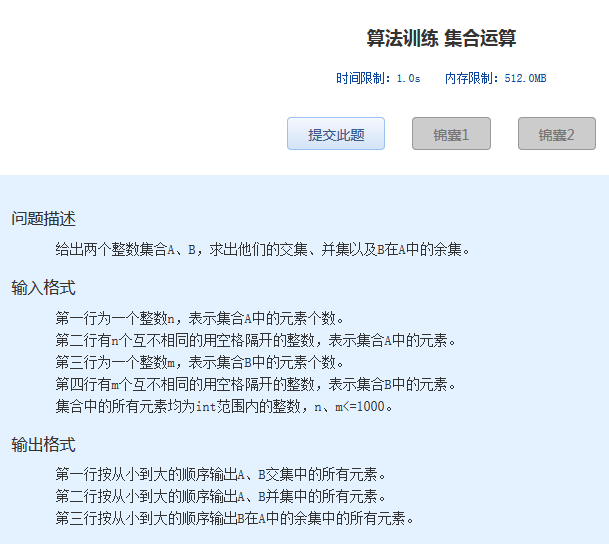 算法训练 集合运算
时间限制：1.0s 内存限制：512.0MB
提交此题 锦囊1 锦囊2
问题描述
给出两个整数集合A、B，求出他们的交集、并集以及B在A中的余集。
输入格式
第一行为一个整数n，表示集合A中的元素个数。
第二行有n个互不相同的用空格隔开的整数，表示集合A中的元素。
第三行为一个整数m，表示集合B中的元素个数。
第四行有m个互不相同的用空格隔开的整数，表示集合B中的元素。
集合中的所有元素均为int范围内的整数，n、m<=1000。
输出格式
第一行按从小到大的顺序输出A、B交集中的所有元素。
第二行按从小到大的顺序输出A、B并集中的所有元素。
第三行按从小到大的顺序输出B在A中的余集中的所有元素。